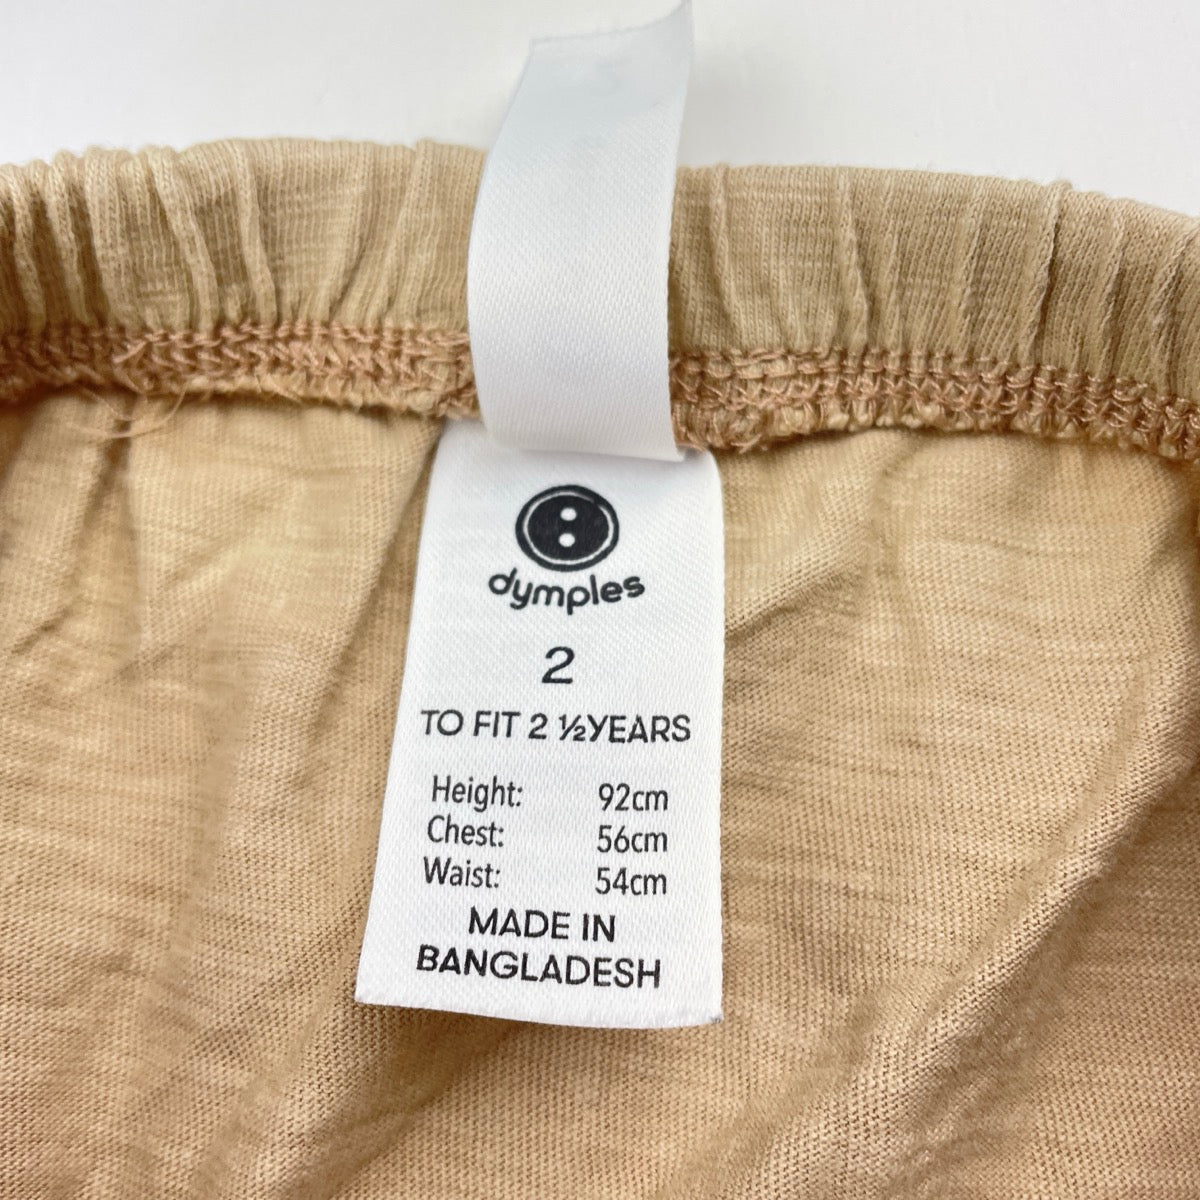 dymples
2
TO FIT 2 ½YEARS
Height: 92cm
Chest: 56cm
Waist: 54cm
MADE IN
BANGLADESH